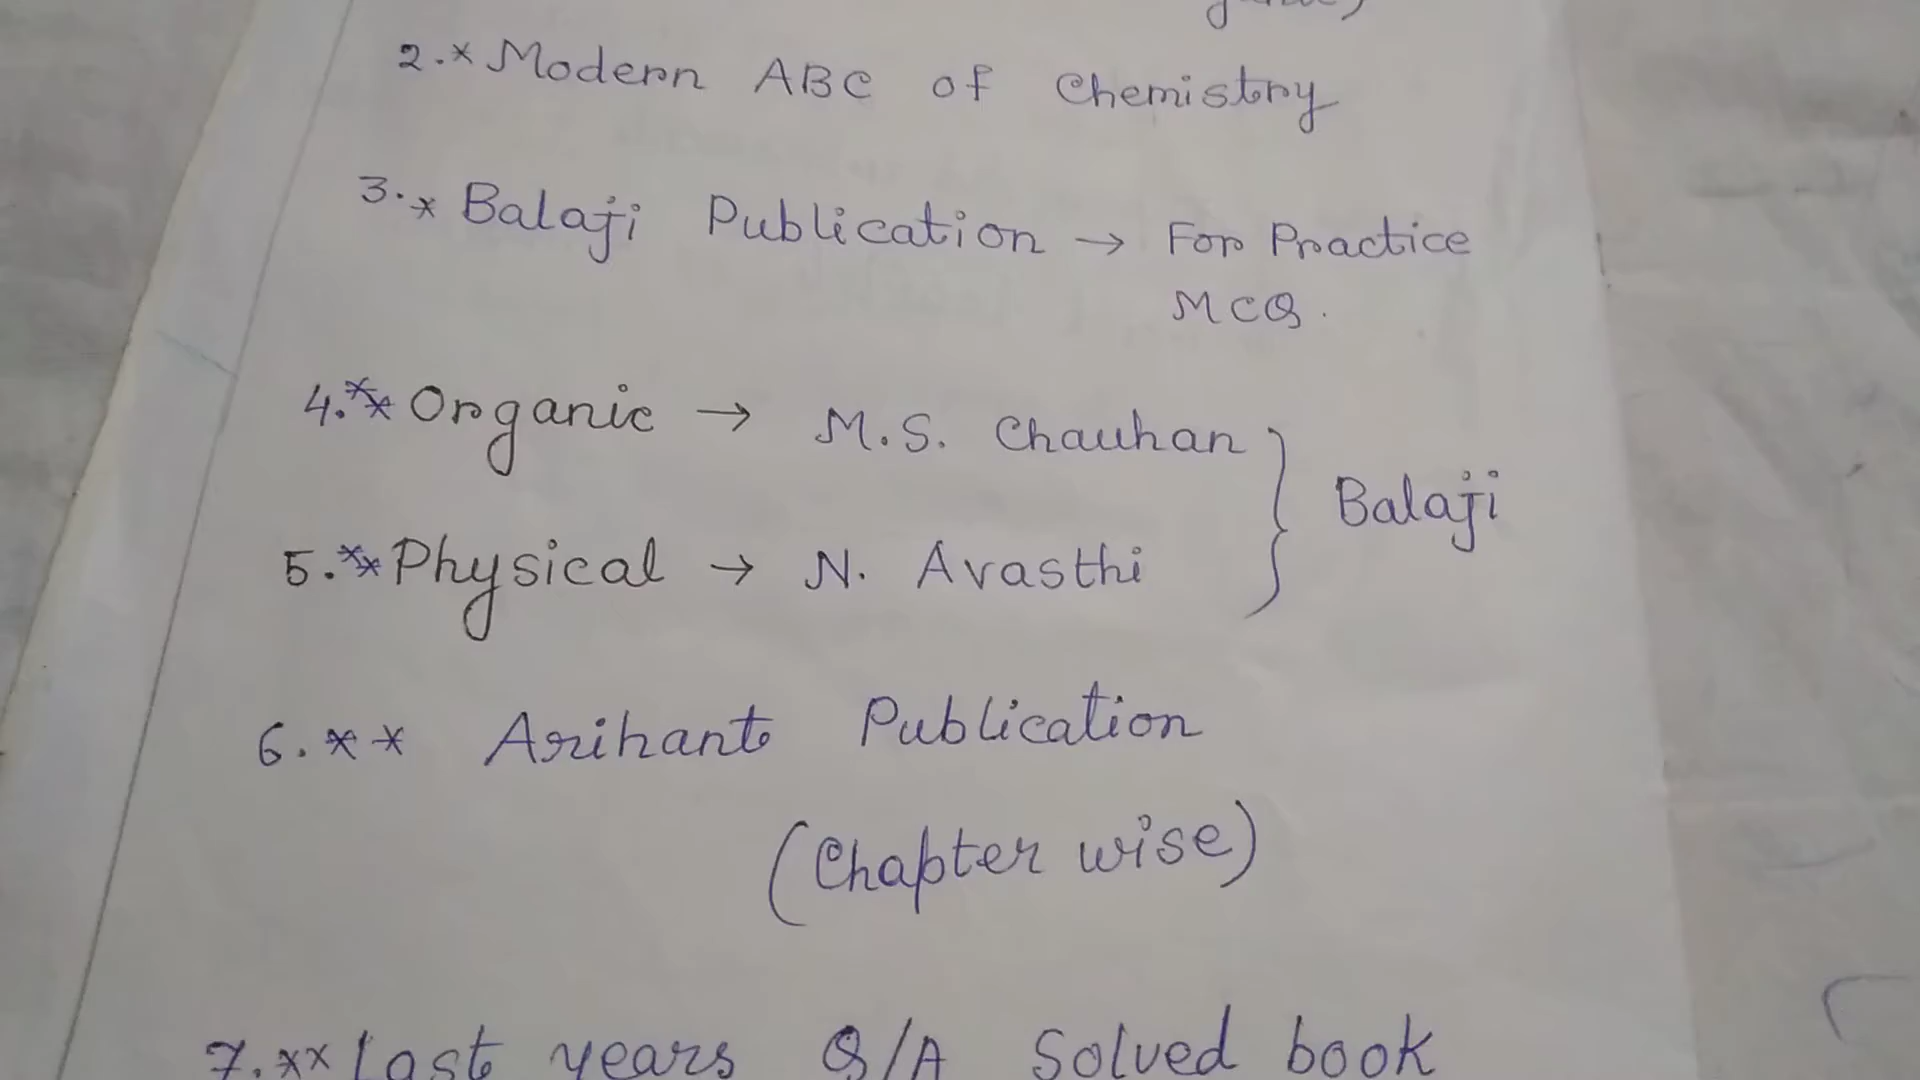 2.* Modern ABC of Chemistry
3.* Balaji Publication → For Practice
MCQ.
4.** Organic → M.S. Chauhan
Balaji
5.** Physical → N. Avasthi
6.** Arihant Publication
(Chapter wise)
7.** Last years Q/A Solved book